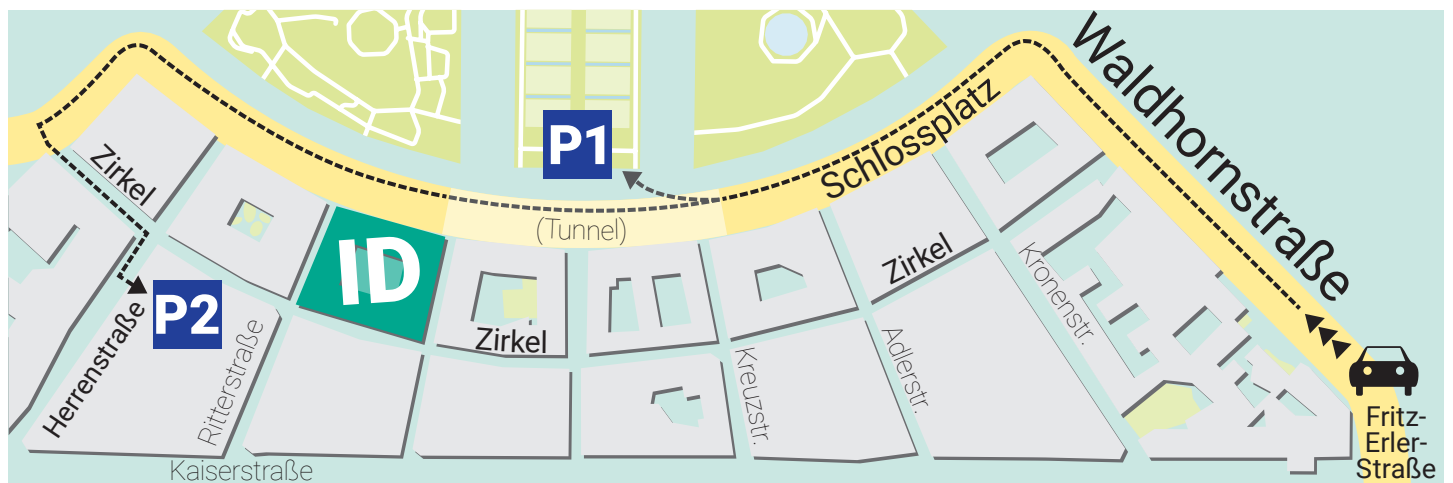 Waldhornstraße
P1
Schlossplatz
Zirkel
(Tunnel)
ID
Zirkel
Kronenstr.
P2
Zirkel
Herrenstraße
Ritterstraße
Kreuzstr.
Adlerstr.
Kaiserstraße
Fritz-
Erler-
Straße